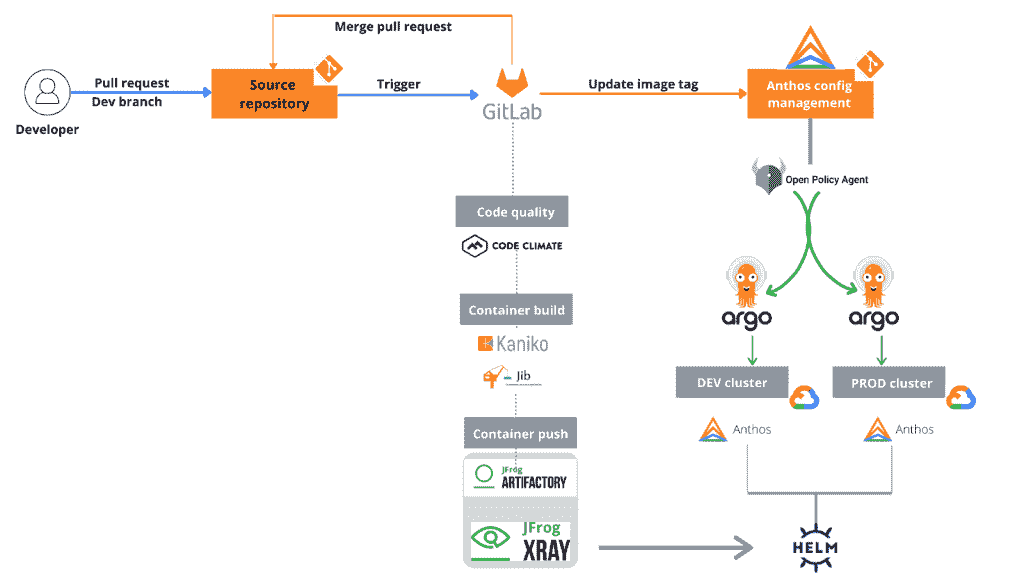 Merge pull request
Pull request
Dev branch
Developer
Source
repository
Trigger
GitLab
Update image tag
Anthos config
management
Open Policy Agent
Code quality
CODE CLIMATE
Container build
Kaniko
Jib
Container push
JFrog
ARTIFACTORY
JFrog
XRAY
argo
argo
DEV cluster
PROD cluster
Anthos
Anthos
HELM